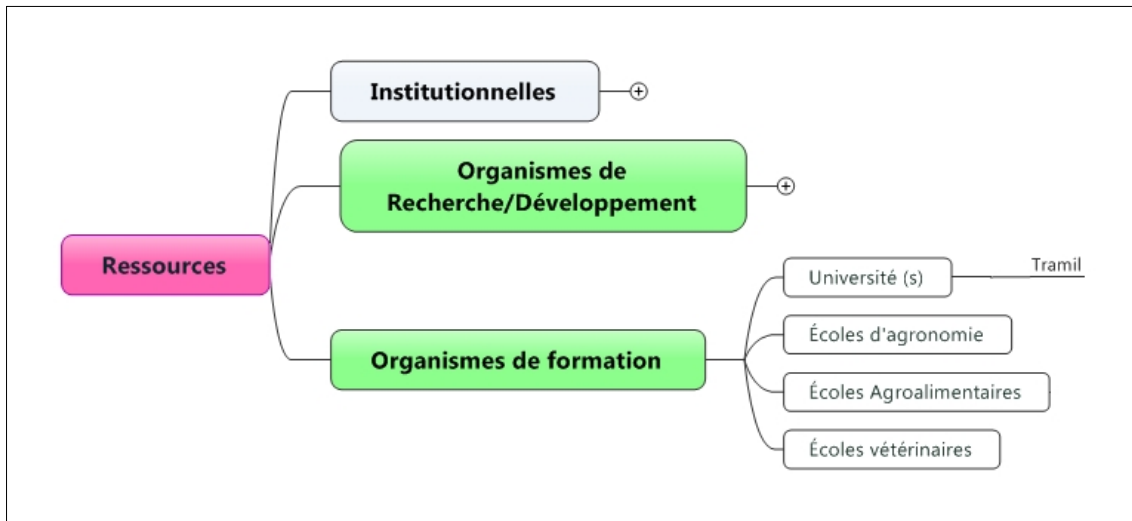 Institutionnelles
Organismes de
Recherche/Développement
Ressources
Organismes de formation
Université (s)
Tramil
Écoles d'agronomie
Écoles Agroalimentaires
Écoles vétérinaires